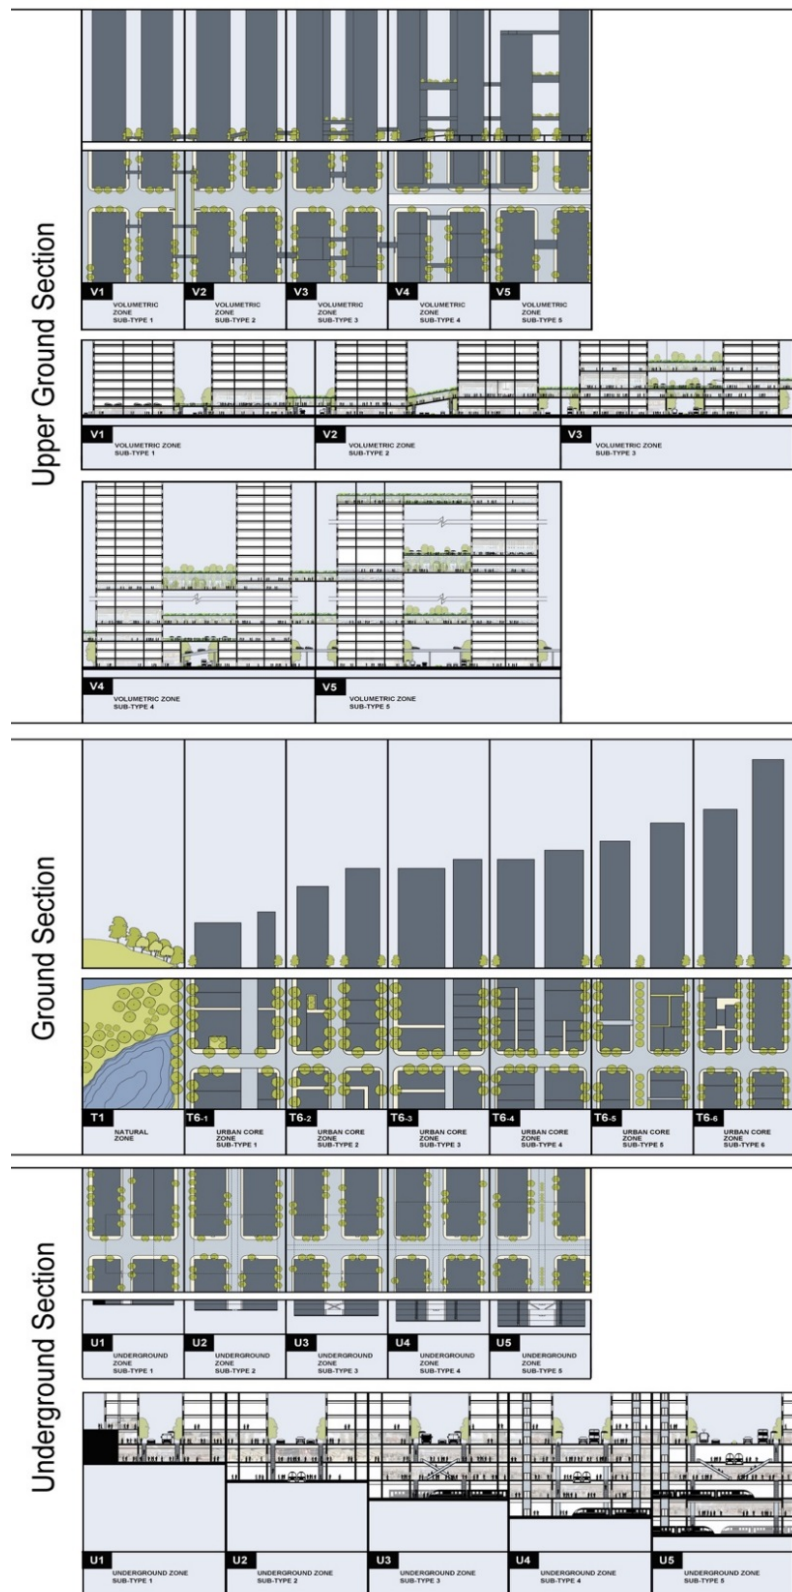 Upper Ground Section
V1
VOLUMETRIC
ZONE
SUB-TYPE 1
V2
VOLUMETRIC
ZONE
SUB-TYPE 2
V3
VOLUMETRIC
ZONE
SUB-TYPE 3
V4
VOLUMETRIC
ZONE
SUB-TYPE 4
V5
VOLUMETRIC
ZONE
SUB-TYPE 5
V1
VOLUMETRIC ZONE
SUB-TYPE 1
V2
VOLUMETRIC ZONE
SUB-TYPE 2
V3
VOLUMETRIC ZONE
SUB-TYPE 3
V4
VOLUMETRIC ZONE
SUB-TYPE 4
V5
VOLUMETRIC ZONE
SUB-TYPE 5
Ground Section
T1
NATURAL
ZONE
T6-1
URBAN CORE
ZONE
SUB-TYPE 1
T6-2
URBAN CORE
ZONE
SUB-TYPE 2
T6-3
URBAN CORE
ZONE
SUB-TYPE 3
T6-4
URBAN CORE
ZONE
SUB-TYPE 4
T6-5
URBAN CORE
ZONE
SUB-TYPE 5
T6-6
URBAN CORE
ZONE
SUB-TYPE 6
Underground Section
U1
UNDERGROUND
ZONE
SUB-TYPE 1
U2
UNDERGROUND
ZONE
SUB-TYPE 2
U3
UNDERGROUND
ZONE
SUB-TYPE 3
U4
UNDERGROUND
ZONE
SUB-TYPE 4
U5
UNDERGROUND
ZONE
SUB-TYPE 5
U1
UNDERGROUND ZONE
SUB-TYPE 1
U2
UNDERGROUND ZONE
SUB-TYPE 2
U3
UNDERGROUND ZONE
SUB-TYPE 3
U4
UNDERGROUND ZONE
SUB-TYPE 4
U5
UNDERGROUND ZONE
SUB-TYPE 5